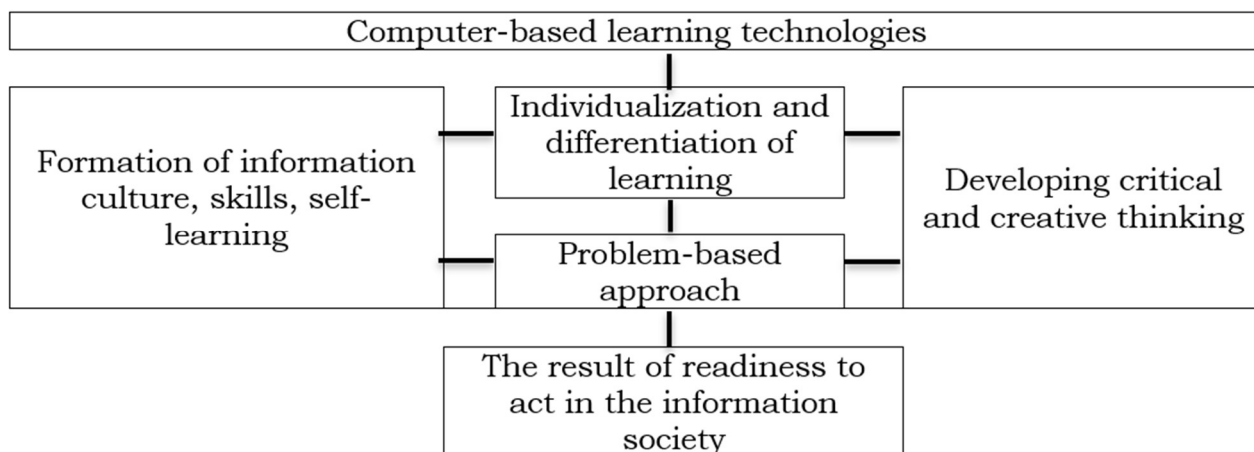 Computer-based learning technologies
Formation of information
culture, skills, self-
learning
Individualization and
differentiation of
learning
Developing critical
and creative thinking
Problem-based
approach
The result of readiness to
act in the information
society